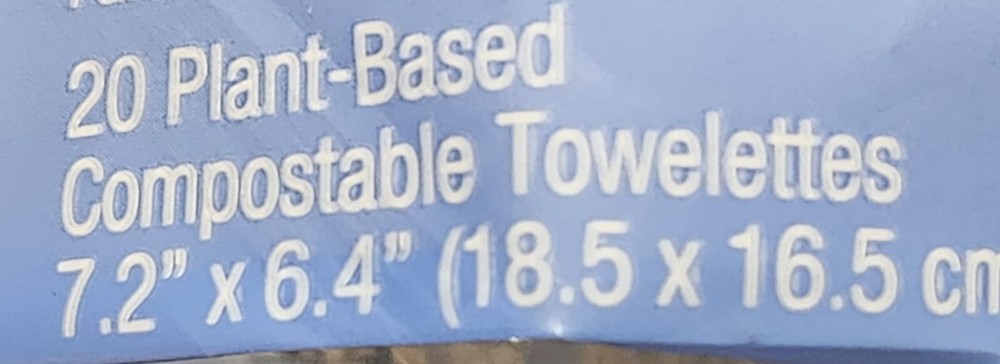 20 Plant-Based
Compostable Towelettes
7.2” x 6.4” (18.5 x 16.5 cm